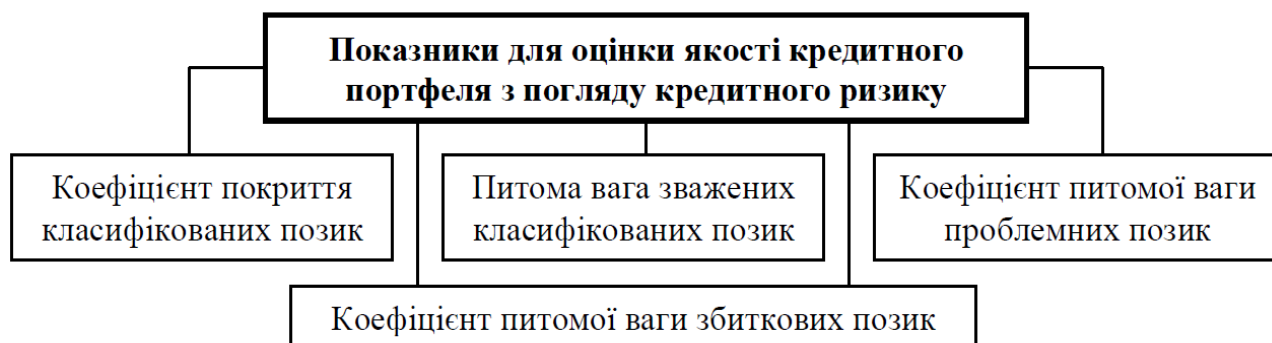 Показники для оцінки якості кредитного
портфеля з погляду кредитного ризику
Коефіцієнт покриття
класифікованих позик
Питома вага зважених
класифікованих позик
Коефіцієнт питомої ваги
проблемних позик
Коефіцієнт питомої ваги збиткових позик